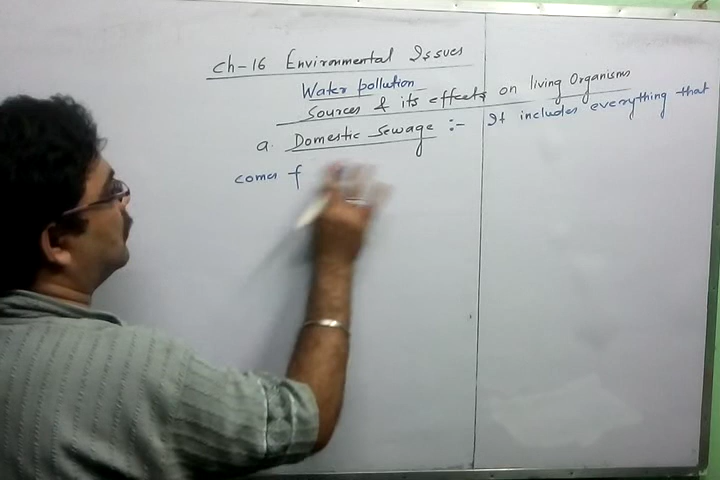 Ch-16 Environmental Issues
Water pollution
Sources & its effects on living Organisms
a. Domestic Sewage :- It includes everything that
comes f